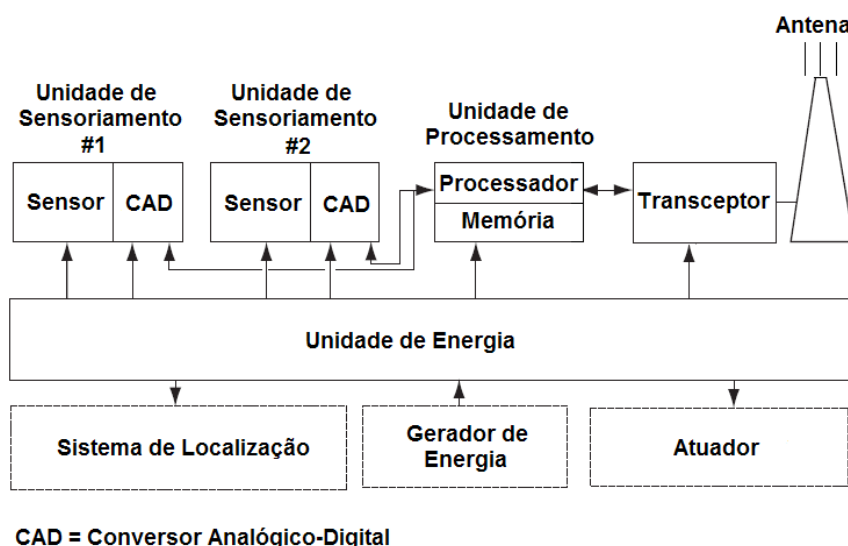 Antena
Unidade de
Sensoriamento
#1
Unidade de
Sensoriamento
#2
Unidade de
Processamento
Sensor
CAD
Sensor
CAD
Processador
Memória
Transceptor
Unidade de Energia
Sistema de Localização
Gerador de
Energia
Atuador
CAD = Conversor Analógico-Digital